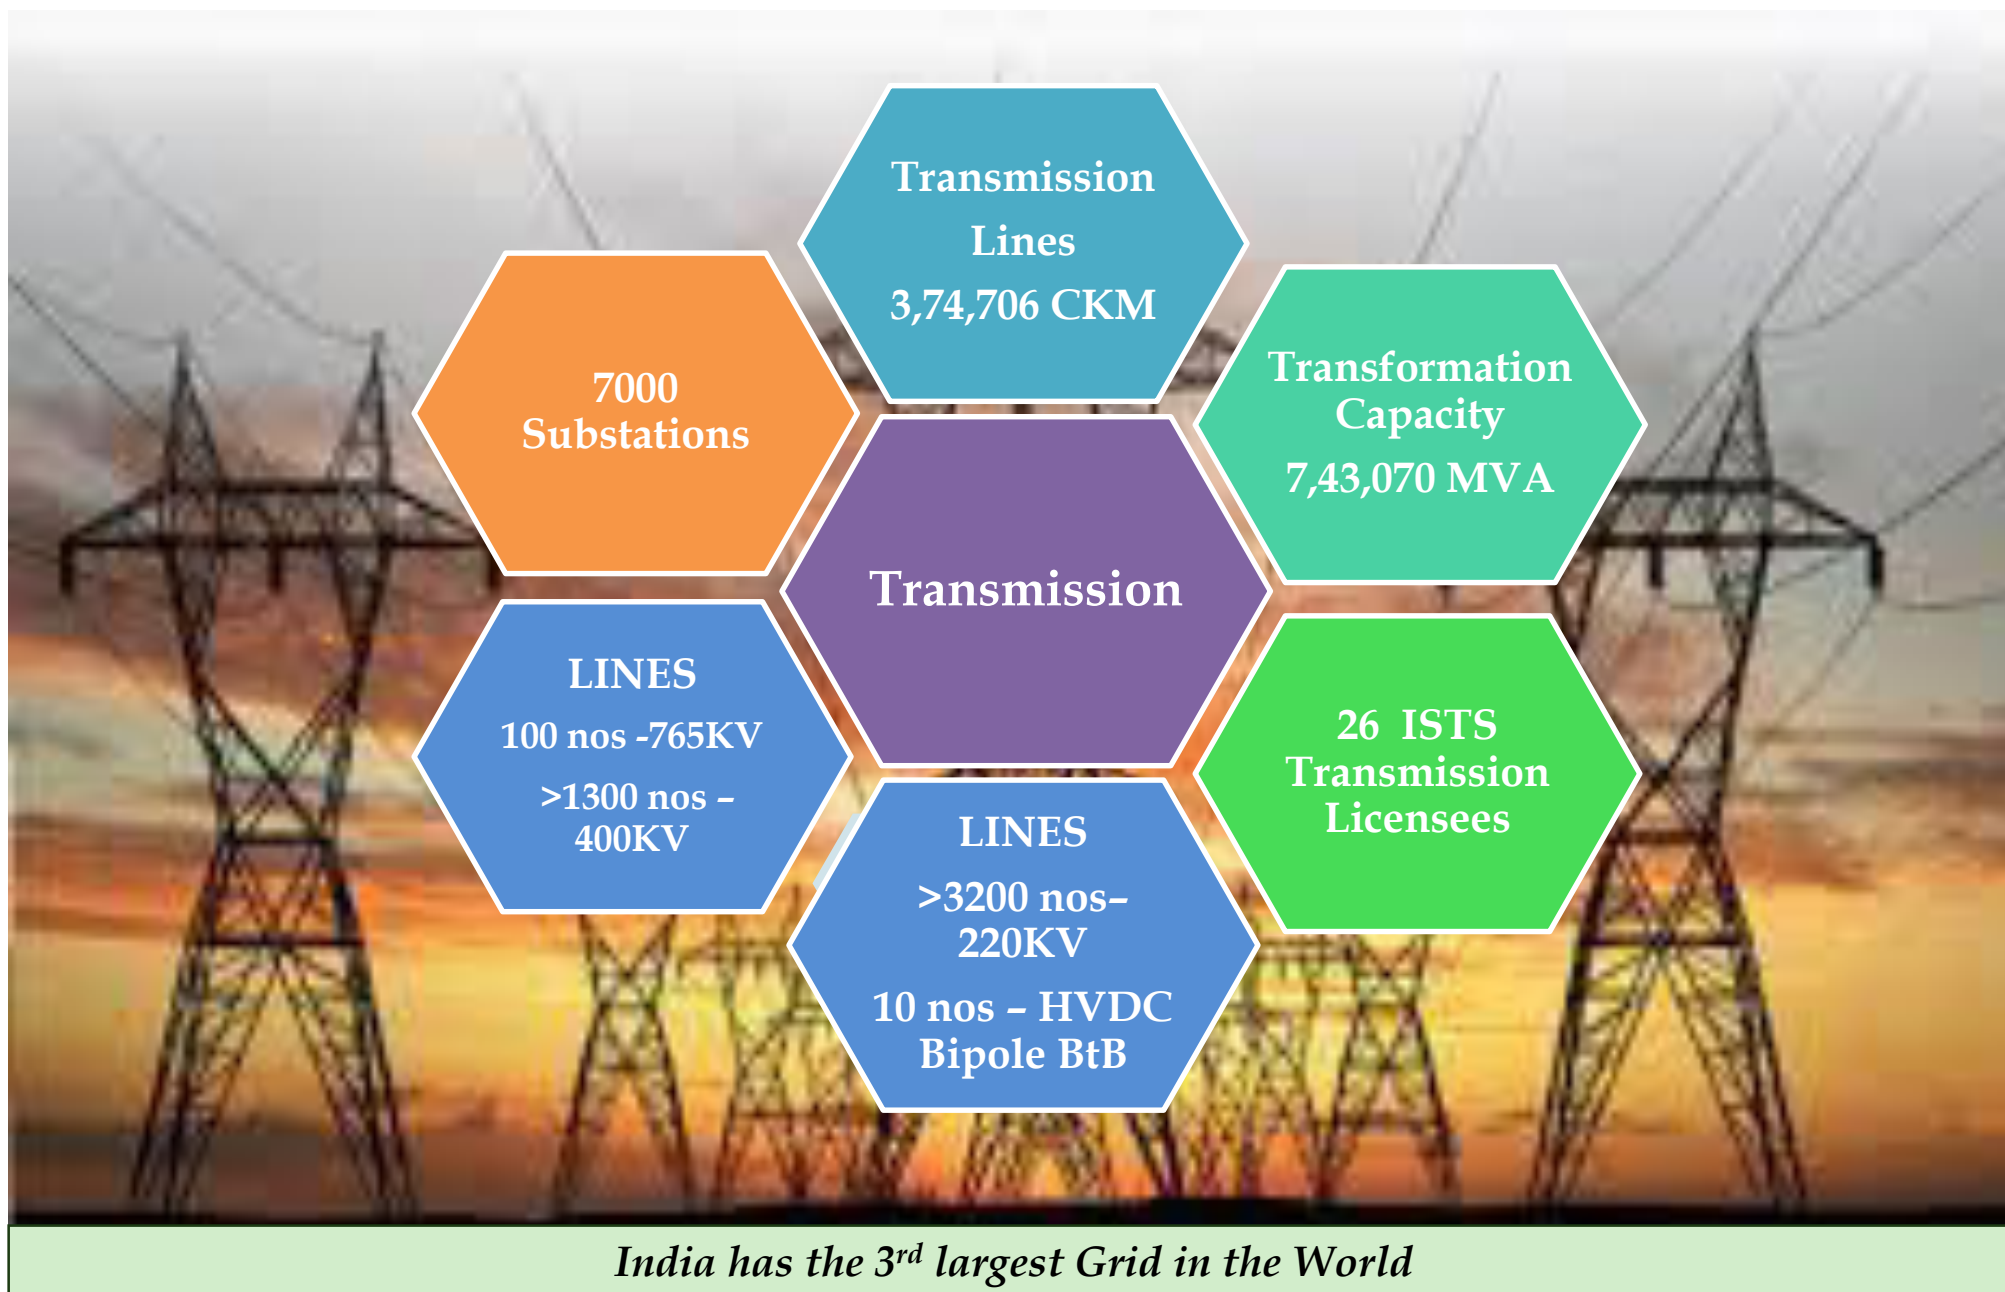 Transmission
Lines
3,74,706 CKM
7000
Substations
Transformation
Capacity
7,43,070 MVA
Transmission
LINES
100 nos -765KV
>1300 nos –
400KV
26 ISTS
Transmission
Licensees
LINES
>3200 nos–
220KV
10 nos – HVDC
Bipole BtB
India has the 3rd largest Grid in the World